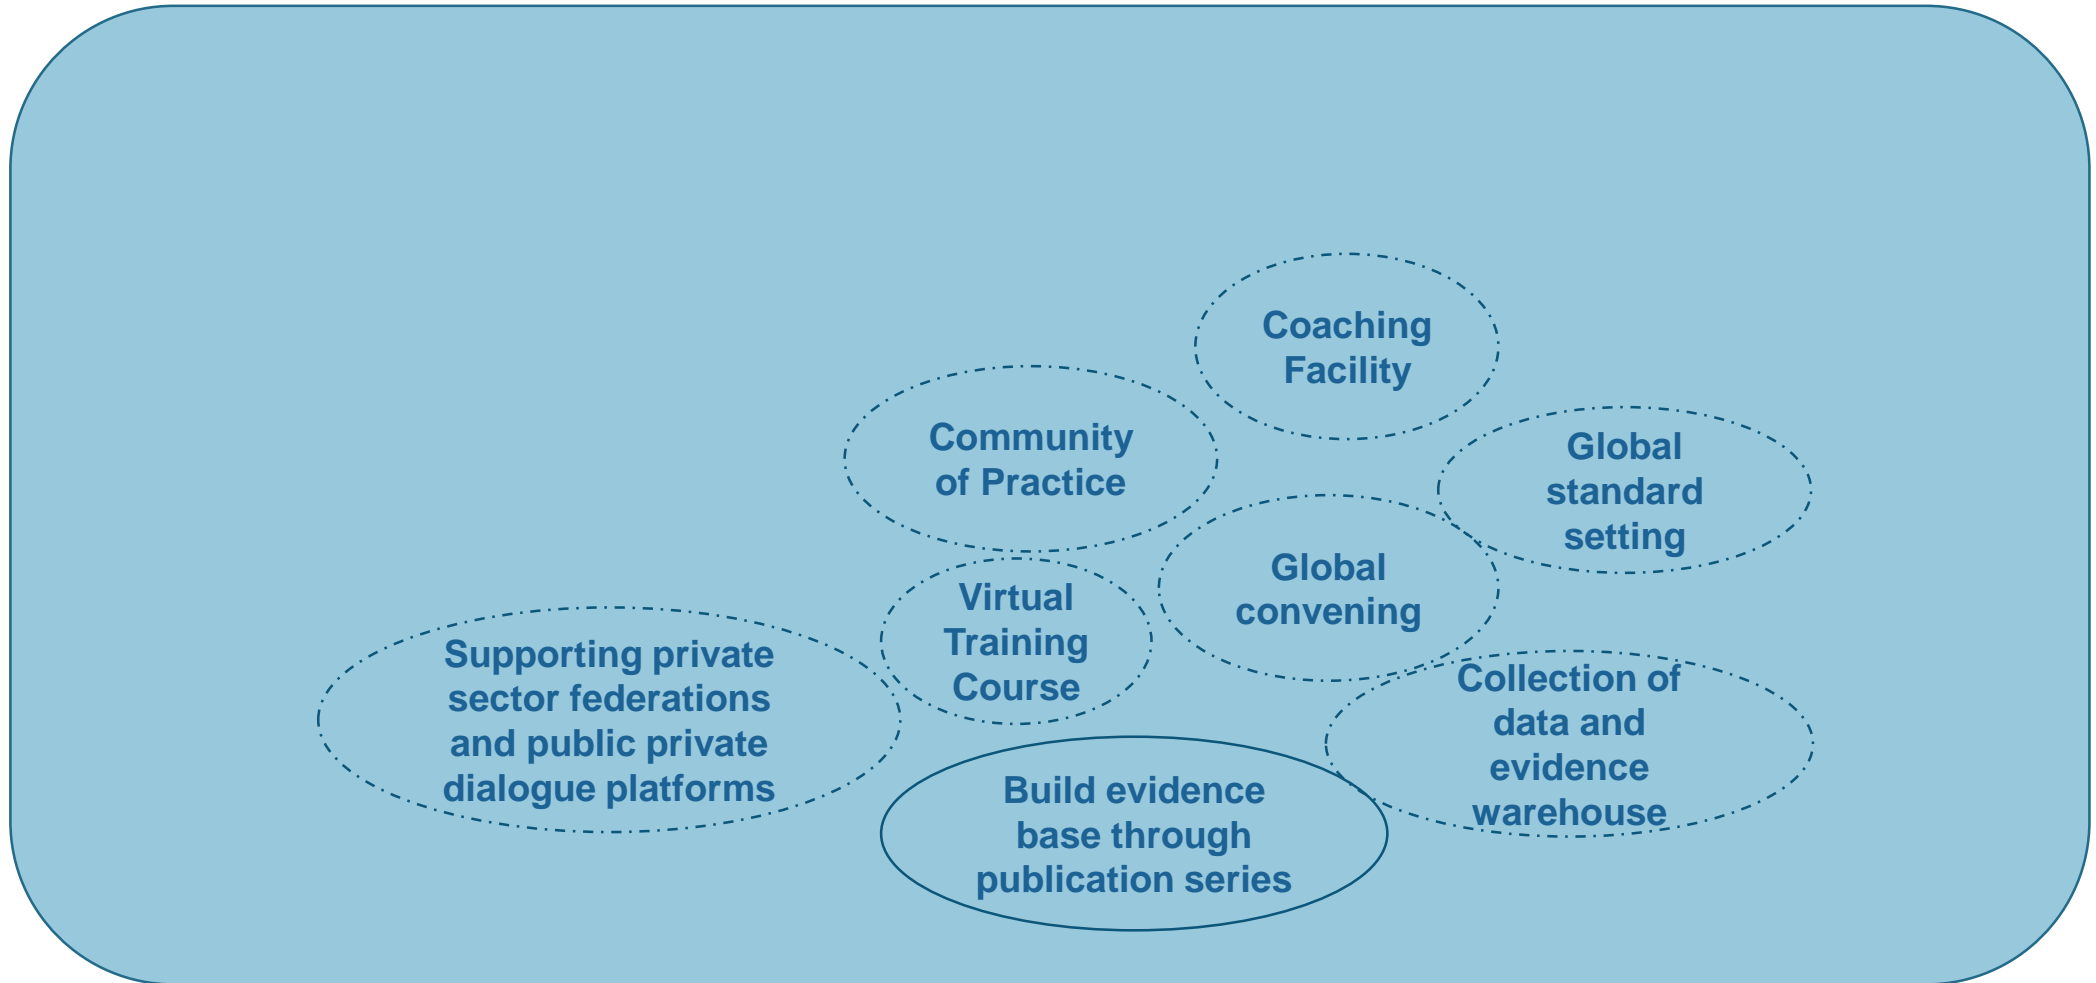 Coaching
Facility
Community
of Practice
Global
standard
setting
Global
convening
Virtual
Training
Course
Supporting private
sector federations
and public private
dialogue platforms
Collection of
data and
evidence
warehouse
Build evidence
base through
publication series